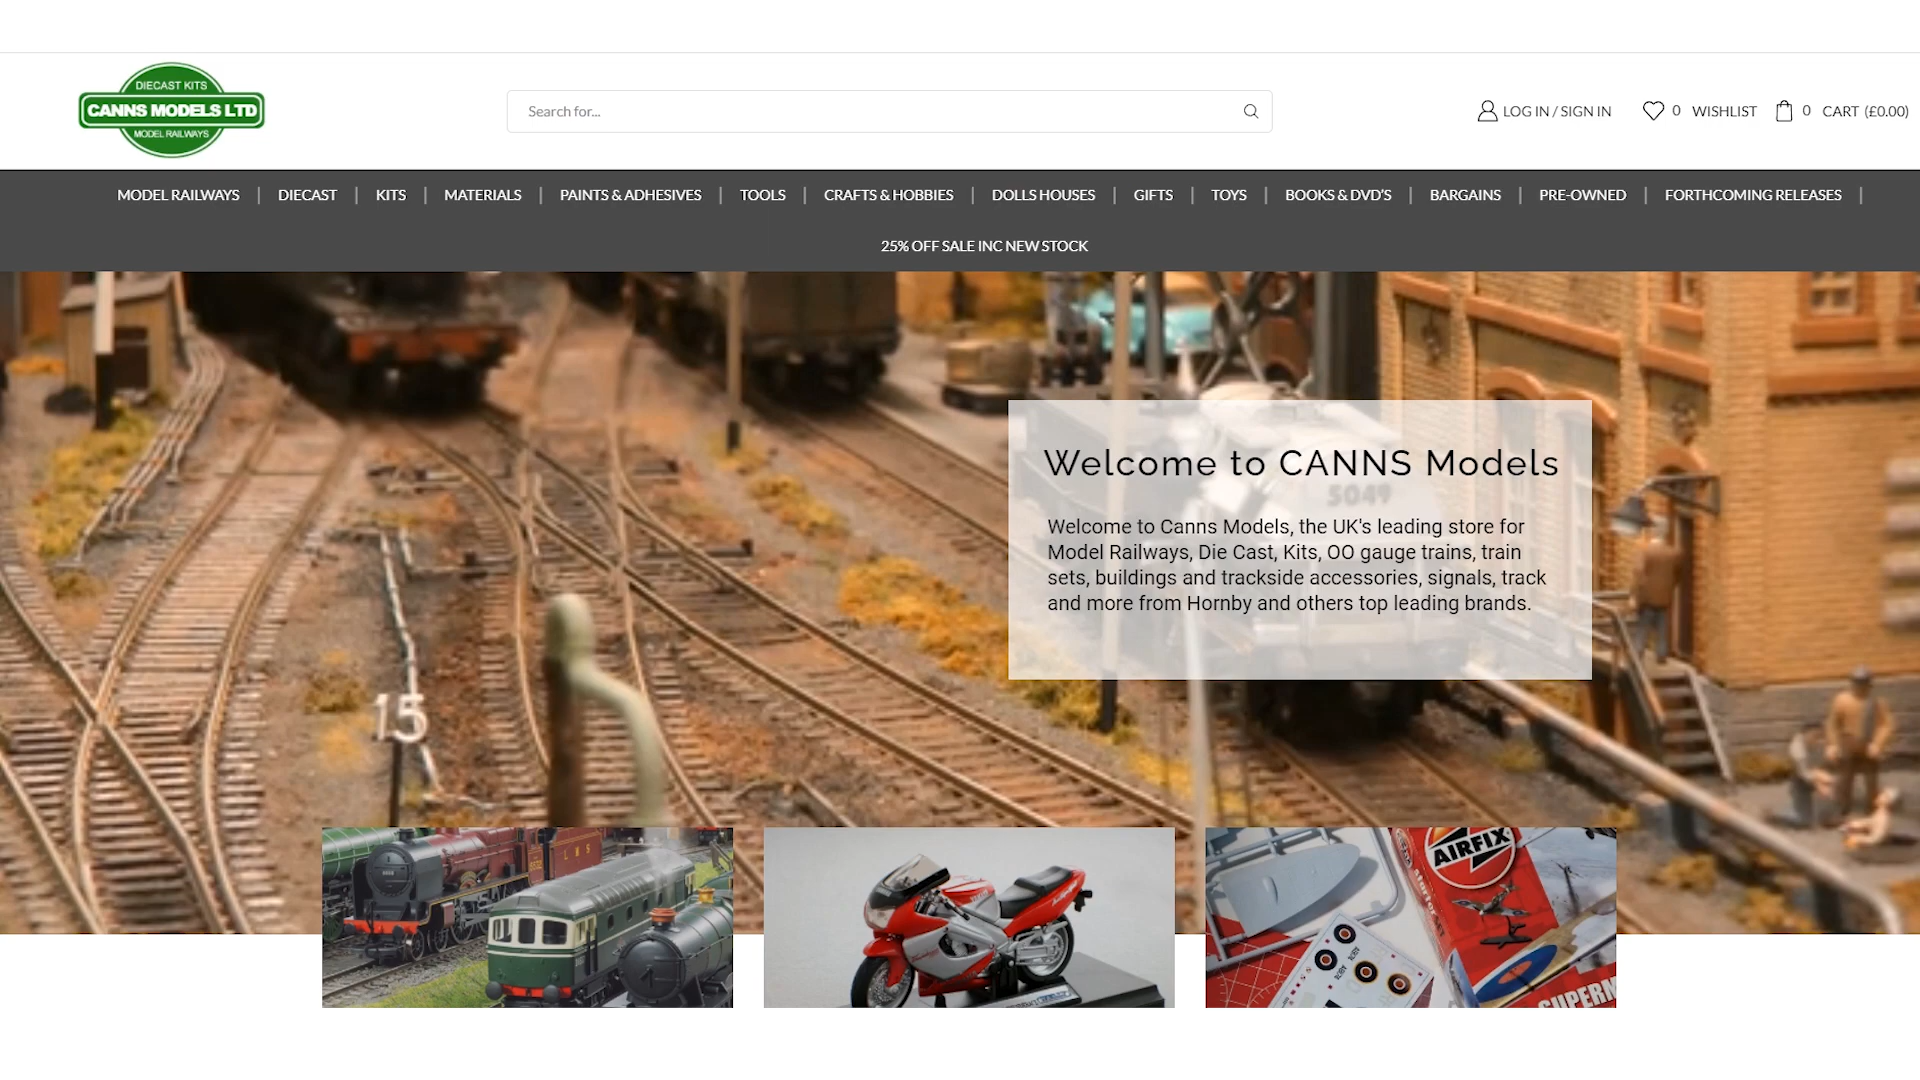 DIECAST KITS
CANNS MODELS LTD
MODEL RAILWAYS
Search for...
LOG IN / SIGN IN
0 WISHLIST
0 CART (£0.00)
MODEL RAILWAYS | DIECAST | KITS | MATERIALS | PAINTS & ADHESIVES | TOOLS | CRAFTS & HOBBIES | DOLLS HOUSES | GIFTS | TOYS | BOOKS & DVD'S | BARGAINS | PRE-OWNED | FORTHCOMING RELEASES |
25% OFF SALE INC NEW STOCK
Welcome to CANNS Models
5049
Welcome to Canns Models, the UK's leading store for
Model Railways, Die Cast, Kits, OO gauge trains, train
sets, buildings and trackside accessories, signals, track
and more from Hornby and others top leading brands.
15
LMS
AIRFIX